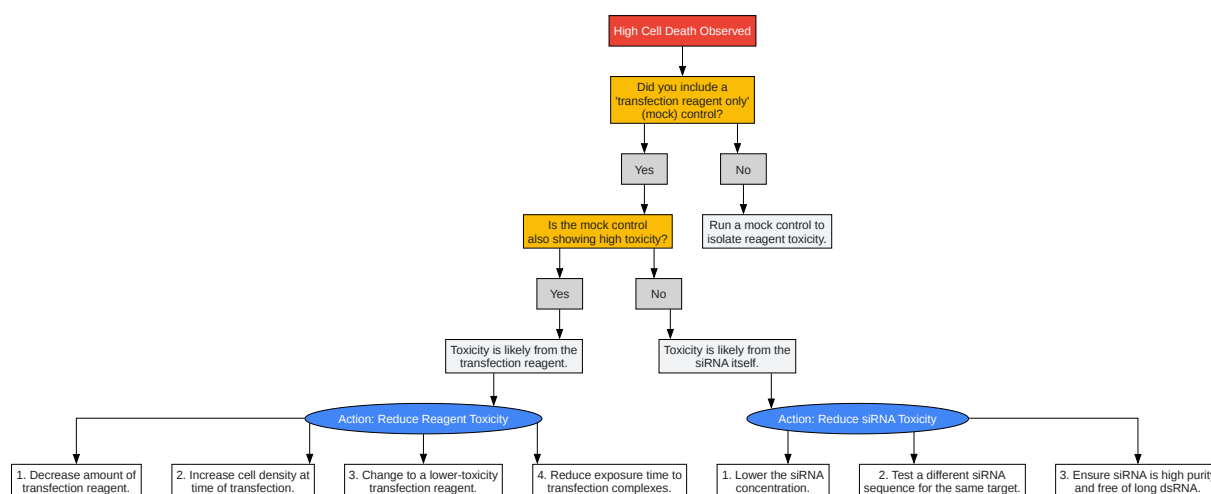 High Cell Death Observed
Did you include a
'transfection reagent only'
(mock) control?
Yes
No
Is the mock control
also showing high toxicity?
Run a mock control to
isolate reagent toxicity.
Yes
No
Toxicity is likely from the
transfection reagent.
Toxicity is likely from the
siRNA itself.
Action: Reduce Reagent Toxicity
Action: Reduce siRNA Toxicity
1. Decrease amount of
transfection reagent.
2. Increase cell density at
time of transfection.
3. Change to a lower-toxicity
transfection reagent.
4. Reduce exposure time to
transfection complexes.
1. Lower the siRNA
concentration.
2. Test a different siRNA
sequence for the same target.
3. Ensure siRNA is high purity
and free of long dsRNA.